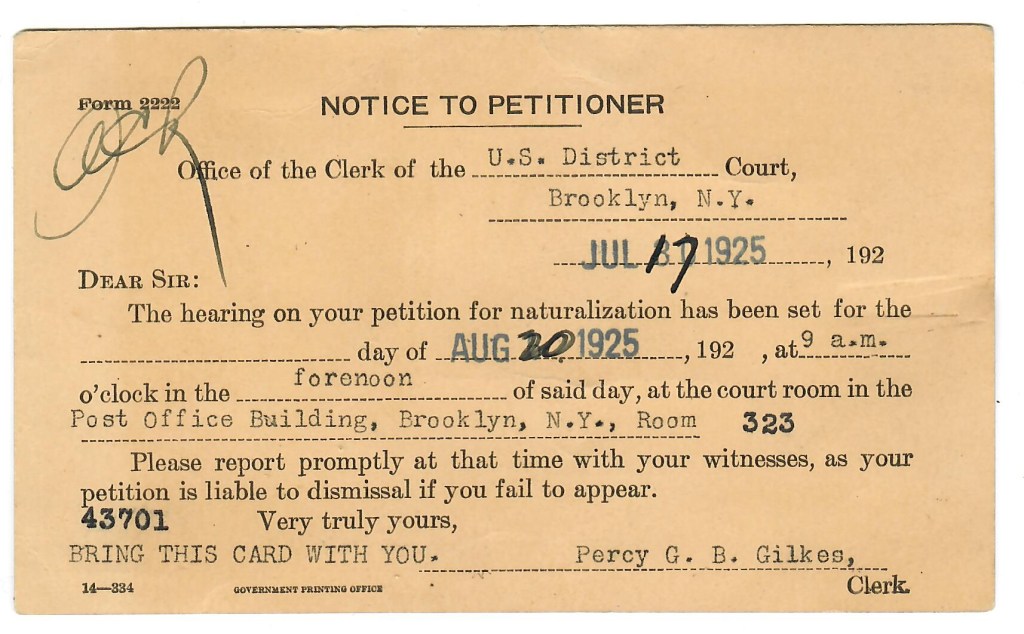 Form 2222
NOTICE TO PETITIONER
Office of the Clerk of the U.S. District Court,
Brooklyn, N.Y.
JUL 17 1925, 192
DEAR SIR:
The hearing on your petition for naturalization has been set for the
day of AUG 20 1925, 192 , at 9 a.m.
o'clock in the forenoon of said day, at the court room in the
Post Office Building, Brooklyn, N.Y., Room 323
Please report promptly at that time with your witnesses, as your
petition is liable to dismissal if you fail to appear.
43701 Very truly yours,
BRING THIS CARD WITH YOU. Percy G. B. Gilkes,
14—334 GOVERNMENT PRINTING OFFICE Clerk.